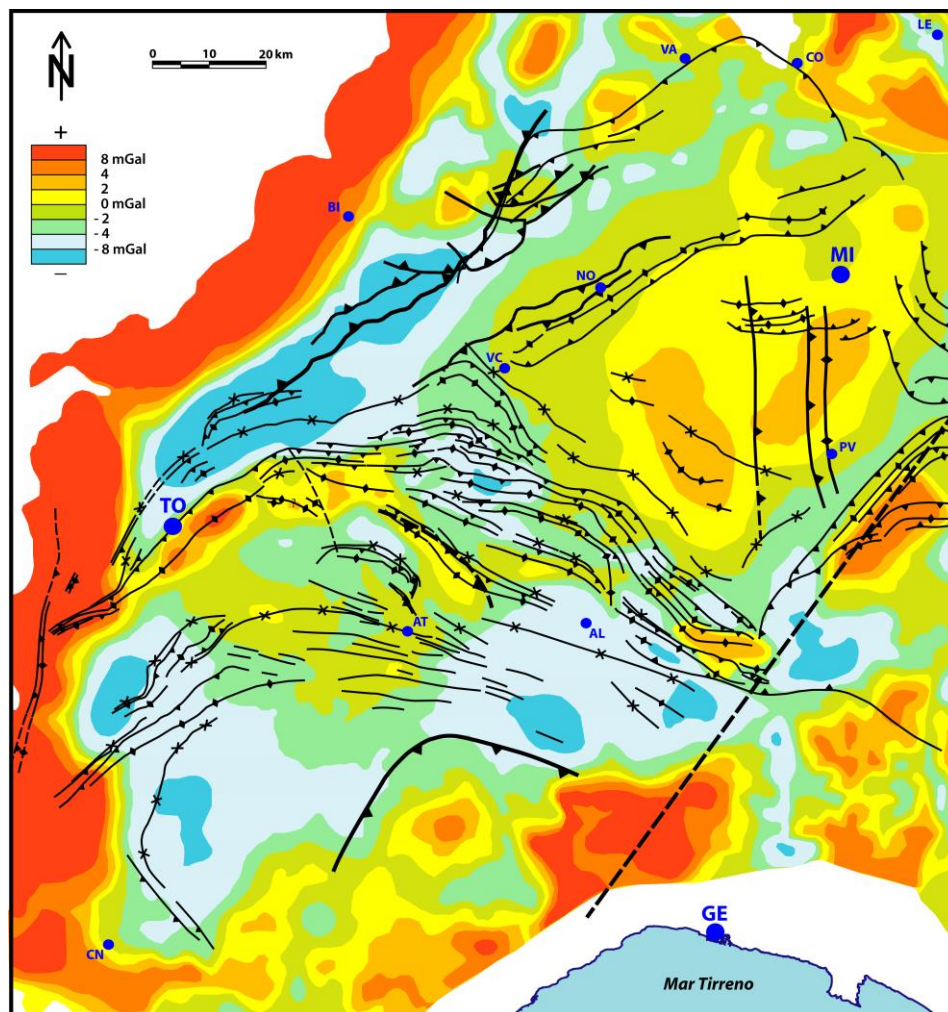 N
0 10 20 km
+
8 mGal
4
2
0 mGal
- 2
- 4
- 8 mGal
—
LE
VA
CO
BI
MI
NO
VC
PV
TO
AT
AL
CN
GE
Mar Tirreno